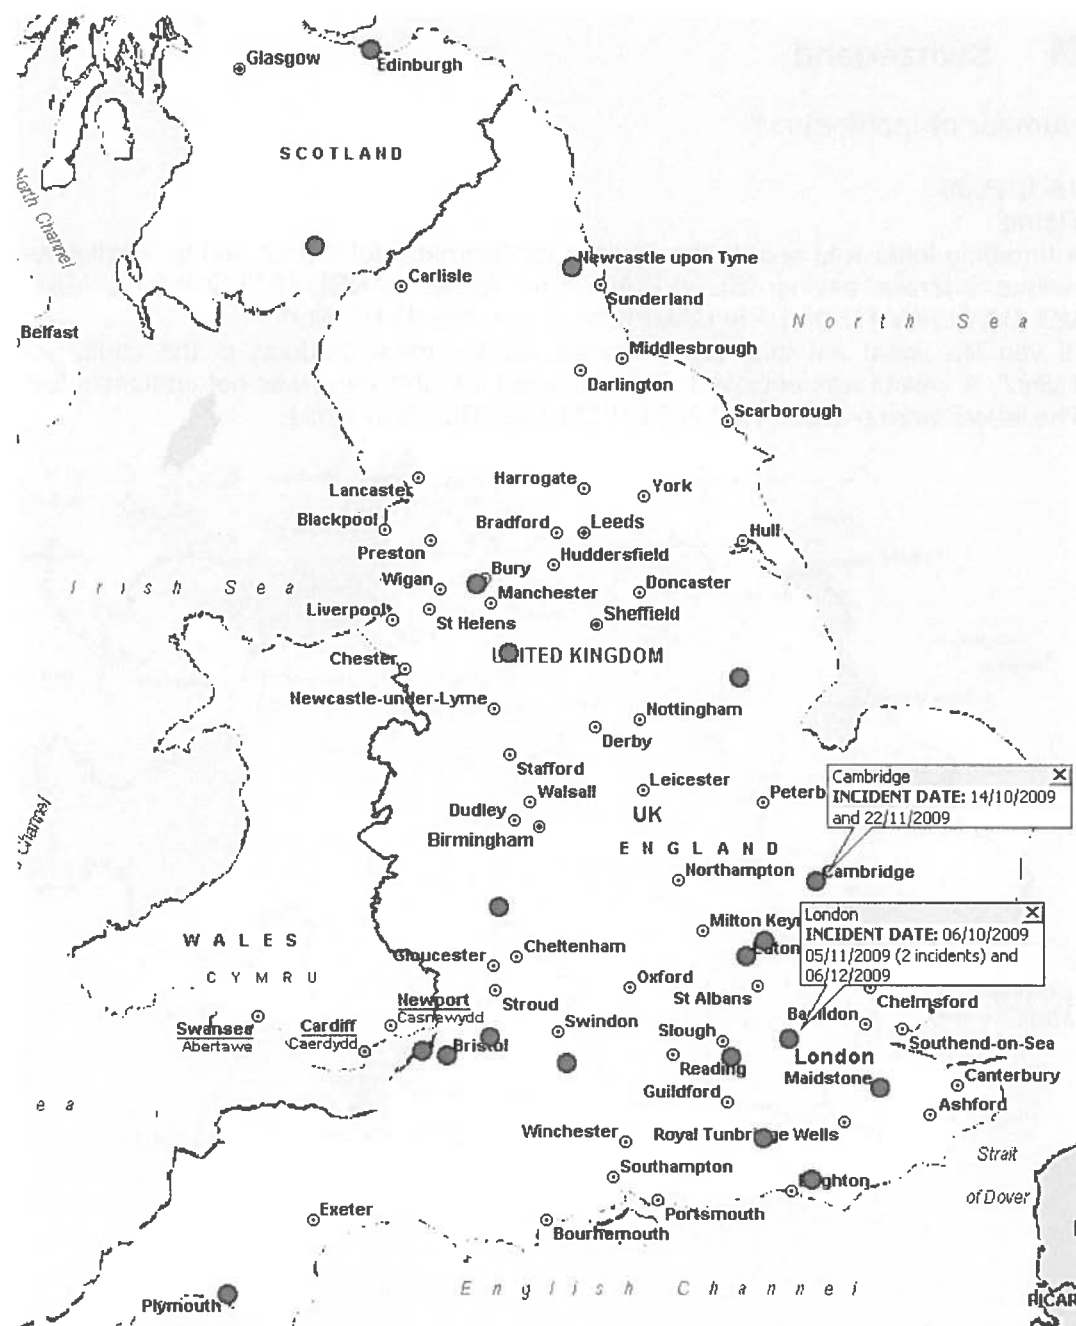 Glasgow
Edinburgh
SCOTLAND
North Channel
Newcastle upon Tyne
Carlisle
Sunderland
Belfast
North Sea
Middlesbrough
Darlington
Scarborough
Lancaster
Harrogate
York
Blackpool
Bradford
Leeds
Hull
Preston
Huddersfield
Irish Sea
Wigan
Bury
Doncaster
Manchester
Liverpool
St Helens
Sheffield
UNITED KINGDOM
Chester
Newcastle-under-Lyme
Nottingham
Derby
Stafford
Leicester
Walsall
Peterb
Cambridge
INCIDENT DATE: 14/10/2009
and 22/11/2009
Dudley
UK
Birmingham
Channel
ENGLAND
Northampton
Cambridge
Milton Key
London
INCIDENT DATE: 06/10/2009
05/11/2009 (2 incidents) and
06/12/2009
WALES
Cheltenham
Gloucester
CYMRU
Oxford
St Albans
Chelmsford
Newport
Casnewydd
Stroud
Swansea
Abertawe
Cardiff
Caerdydd
Bristol
Swindon
Slough
Basildon
Southend-on-Sea
London
Reading
Maidstone
Canterbury
Guildford
Ashford
ea
Winchester
Royal Tunbridge Wells
Strait
of Dover
Southampton
Brighton
Exeter
Portsmouth
Bournemouth
English Channel
Plymouth
PICAR